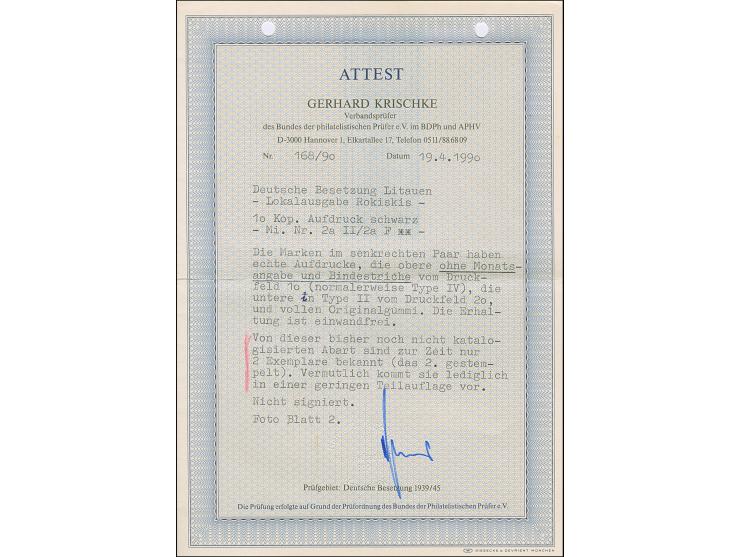 ATTEST
GERHARD KRISCHKE
Verbandsprüfer
des Bundes der philatelistischen Prüfer e.V. im BDPh und APHV
D-3000 Hannover 1, Elkartallee 17, Telefon 0511/886809
Nr. 168/90 Datum 19.4.1990
Deutsche Besetzung Litauen
- Lokalausgabe Rokiskis -
1o Kop. Aufdruck schwarz
- Mi. Nr. 2a II/2a F ** -
Die Marken im senkrechten Paar haben
echte Aufdrucke, die obere ohne Monats-
angabe und Bindestriche vom Druck-
feld 1o (normalerweise Type IV), die
untere in Type II vom Druckfeld 2o,
und vollen Originalgummi. Die Erhal-
tung ist einwandfrei.
Von dieser bisher noch nicht katalo-
gisierten Abart sind zur Zeit nur
2 Exemplare bekannt (das 2. gestem-
pelt). Vermutlich kommt sie lediglich
in einer geringen Teilauflage vor.
Nicht signiert.
Foto Blatt 2.
Prüfgebiet: Deutsche Besetzung 1939/45
Die Prüfung erfolgte auf Grund der Prüfordnung des Bundes der Philatelistischen Prüfer e.V.
GIESECKE & DEVRIENT MÜNCHEN